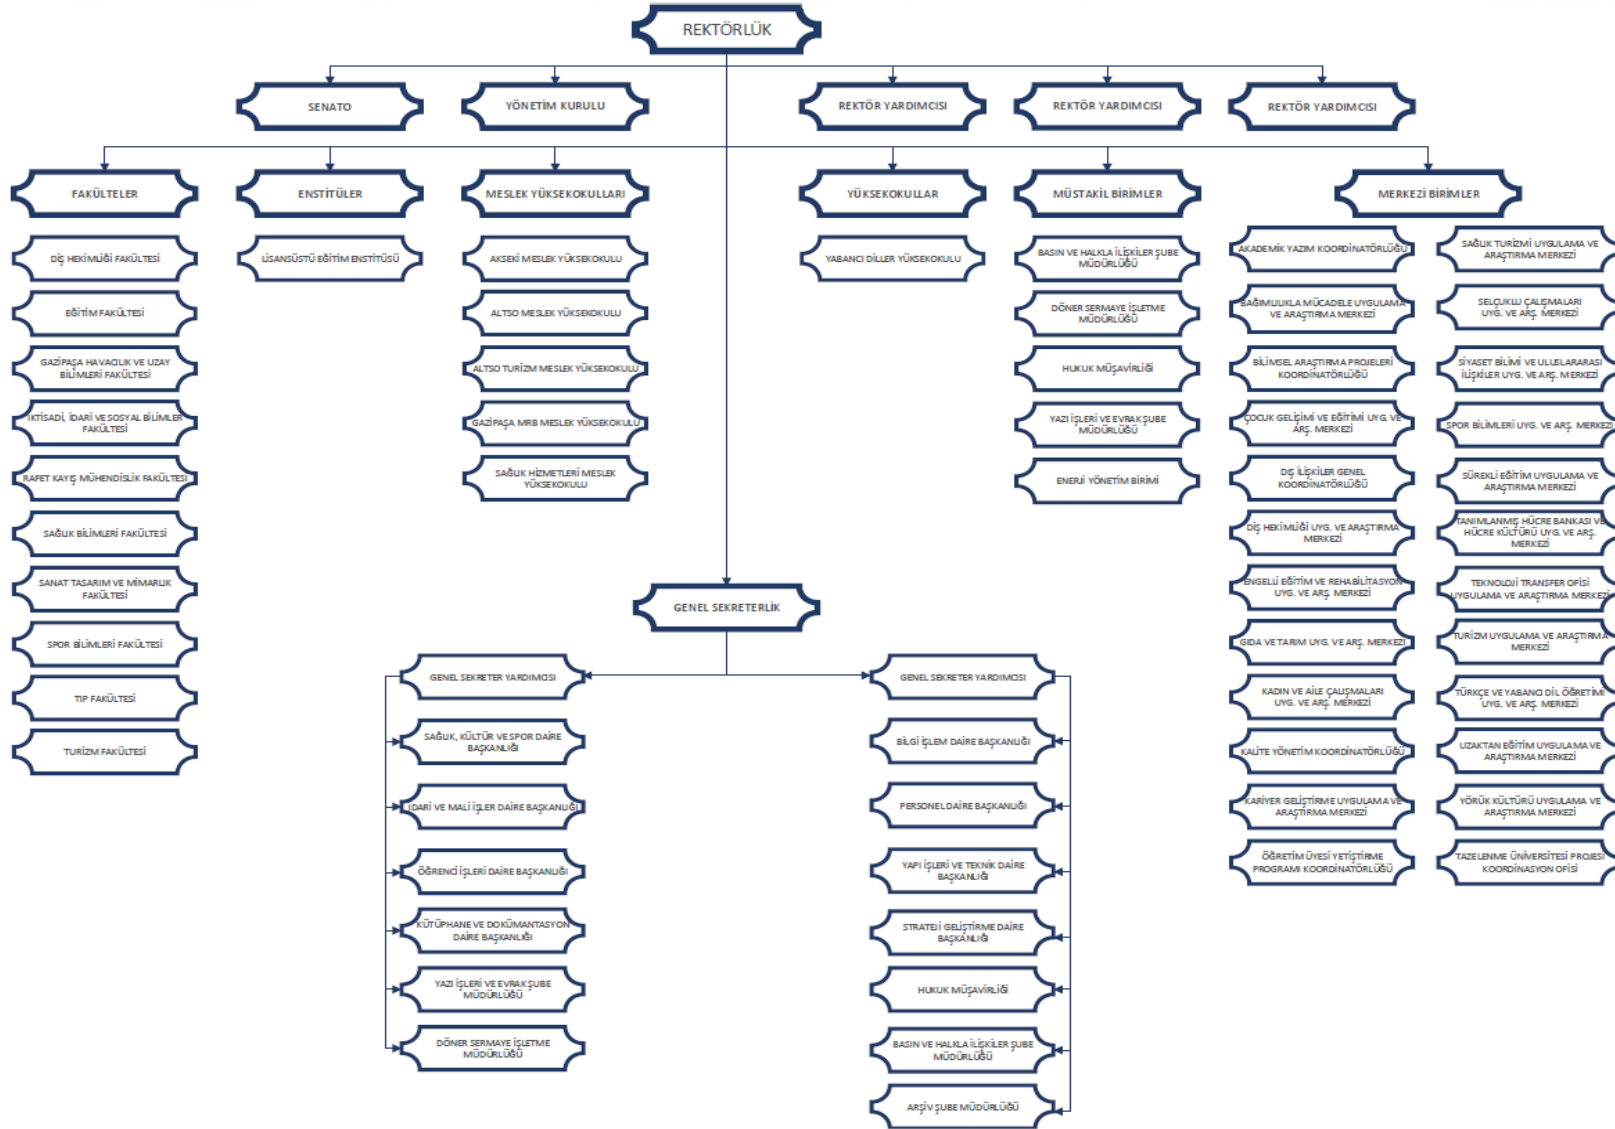 REKTÖRLÜK
SENATO
YÖNETİM KURULU
REKTÖR YARDIMCISI
REKTÖR YARDIMCISI
REKTÖR YARDIMCISI
FAKÜLTELER
ENSTİTÜLER
MESLEK YÜKSEKOKULLARI
YÜKSEKOKULLAR
MÜSTAKİL BİRİMLER
MERKEZİ BİRİMLER
DİŞ HEKİMLİĞİ FAKÜLTESİ
EĞİTİM FAKÜLTESİ
GAZİPAŞA HAVACILIK VE UZAY
BİLİMLERİ FAKÜLTESİ
İKTİSADİ, İDARİ VE SOSYAL BİLİMLER
FAKÜLTESİ
RAFET KAYIŞ MÜHENDİSLİK FAKÜLTESİ
SAĞLIK BİLİMLERİ FAKÜLTESİ
SANAT TASARIM VE MİMARLIK
FAKÜLTESİ
SPOR BİLİMLERİ FAKÜLTESİ
TIP FAKÜLTESİ
TURİZM FAKÜLTESİ
LİSANSÜSTÜ EĞİTİM ENSTİTÜSÜ
AKSEKİ MESLEK YÜKSEKOKULU
ALTSO MESLEK YÜKSEKOKULU
ALTSO TURİZM MESLEK YÜKSEKOKULU
GAZİPAŞA MRB MESLEK YÜKSEKOKULU
SAĞLIK HİZMETLERİ MESLEK
YÜKSEKOKULU
YABANCI DİLLER YÜKSEKOKULU
BASIN VE HALKLA İLİŞKİLER ŞUBE
MÜDÜRLÜĞÜ
DÖNER SERMAYE İŞLETME
MÜDÜRLÜĞÜ
HUKUK MÜŞAVİRLİĞİ
YAZI İŞLERİ VE EVRAK ŞUBE
MÜDÜRLÜĞÜ
ENERJİ YÖNETİM BİRİMİ
AKADEMİK YAZIM KOORDİNATÖRLÜĞÜ
BAĞIMLILIKLA MÜCADELE UYGULAMA
VE ARAŞTIRMA MERKEZİ
BİLİMSEL ARAŞTIRMA PROJELERİ
KOORDİNATÖRLÜĞÜ
ÇOCUK GELİŞİMİ VE EĞİTİMİ UYG. VE
ARŞ. MERKEZİ
DIŞ İLİŞKİLER GENEL
KOORDİNATÖRLÜĞÜ
DİŞ HEKİMLİĞİ UYG. VE ARAŞTIRMA
MERKEZİ
ENGELLİ EĞİTİM VE REHABİLİTASYON
UYG. VE ARŞ. MERKEZİ
GIDA VE TARIM UYG. VE ARŞ. MERKEZİ
KADIN VE AİLE ÇALIŞMALARI
UYG. VE ARŞ. MERKEZİ
KALİTE YÖNETİM KOORDİNATÖRLÜĞÜ
KARİYER GELİŞTİRME UYGULAMA VE
ARAŞTIRMA MERKEZİ
ÖĞRETİM ÜYESİ YETİŞTİRME
PROGRAMI KOORDİNATÖRLÜĞÜ
SAĞLIK TURİZMİ UYGULAMA VE
ARAŞTIRMA MERKEZİ
SELÇUKLU ÇALIŞMALARI
UYG. VE ARŞ. MERKEZİ
SİYASET BİLİMİ VE ULUSLARARASI
İLİŞKİLER UYG. VE ARŞ. MERKEZİ
SPOR BİLİMLERİ UYG. VE ARŞ. MERKEZİ
SÜREKLİ EĞİTİM UYGULAMA VE
ARAŞTIRMA MERKEZİ
TANIMLANMIŞ HÜCRE BANKASI VE
HÜCRE KÜLTÜRÜ UYG. VE ARŞ.
MERKEZİ
TEKNOLOJİ TRANSFER OFİSİ
UYGULAMA VE ARAŞTIRMA MERKEZİ
TURİZM UYGULAMA VE ARAŞTIRMA
MERKEZİ
TÜRKÇE VE YABANCI DİL ÖĞRETİMİ
UYG. VE ARŞ. MERKEZİ
UZAKTAN EĞİTİM UYGULAMA VE
ARAŞTIRMA MERKEZİ
YÖRÜK KÜLTÜRÜ UYGULAMA VE
ARAŞTIRMA MERKEZİ
TAZELENME ÜNİVERSİTESİ PROJESİ
KOORDİNASYON OFİSİ
GENEL SEKRETERLİK
GENEL SEKRETER YARDIMCISI
SAĞLIK, KÜLTÜR VE SPOR DAİRE
BAŞKANLIĞI
İDARİ VE MALİ İŞLER DAİRE BAŞKANLIĞI
ÖĞRENCİ İŞLERİ DAİRE BAŞKANLIĞI
KÜTÜPHANE VE DOKÜMANTASYON
DAİRE BAŞKANLIĞI
YAZI İŞLERİ VE EVRAK ŞUBE
MÜDÜRLÜĞÜ
DÖNER SERMAYE İŞLETME
MÜDÜRLÜĞÜ
GENEL SEKRETER YARDIMCISI
BİLGİ İŞLEM DAİRE BAŞKANLIĞI
PERSONEL DAİRE BAŞKANLIĞI
YAPI İŞLERİ VE TEKNİK DAİRE
BAŞKANLIĞI
STRATEJİ GELİŞTİRME DAİRE
BAŞKANLIĞI
HUKUK MÜŞAVİRLİĞİ
BASIN VE HALKLA İLİŞKİLER ŞUBE
MÜDÜRLÜĞÜ
ARŞİV ŞUBE MÜDÜRLÜĞÜ